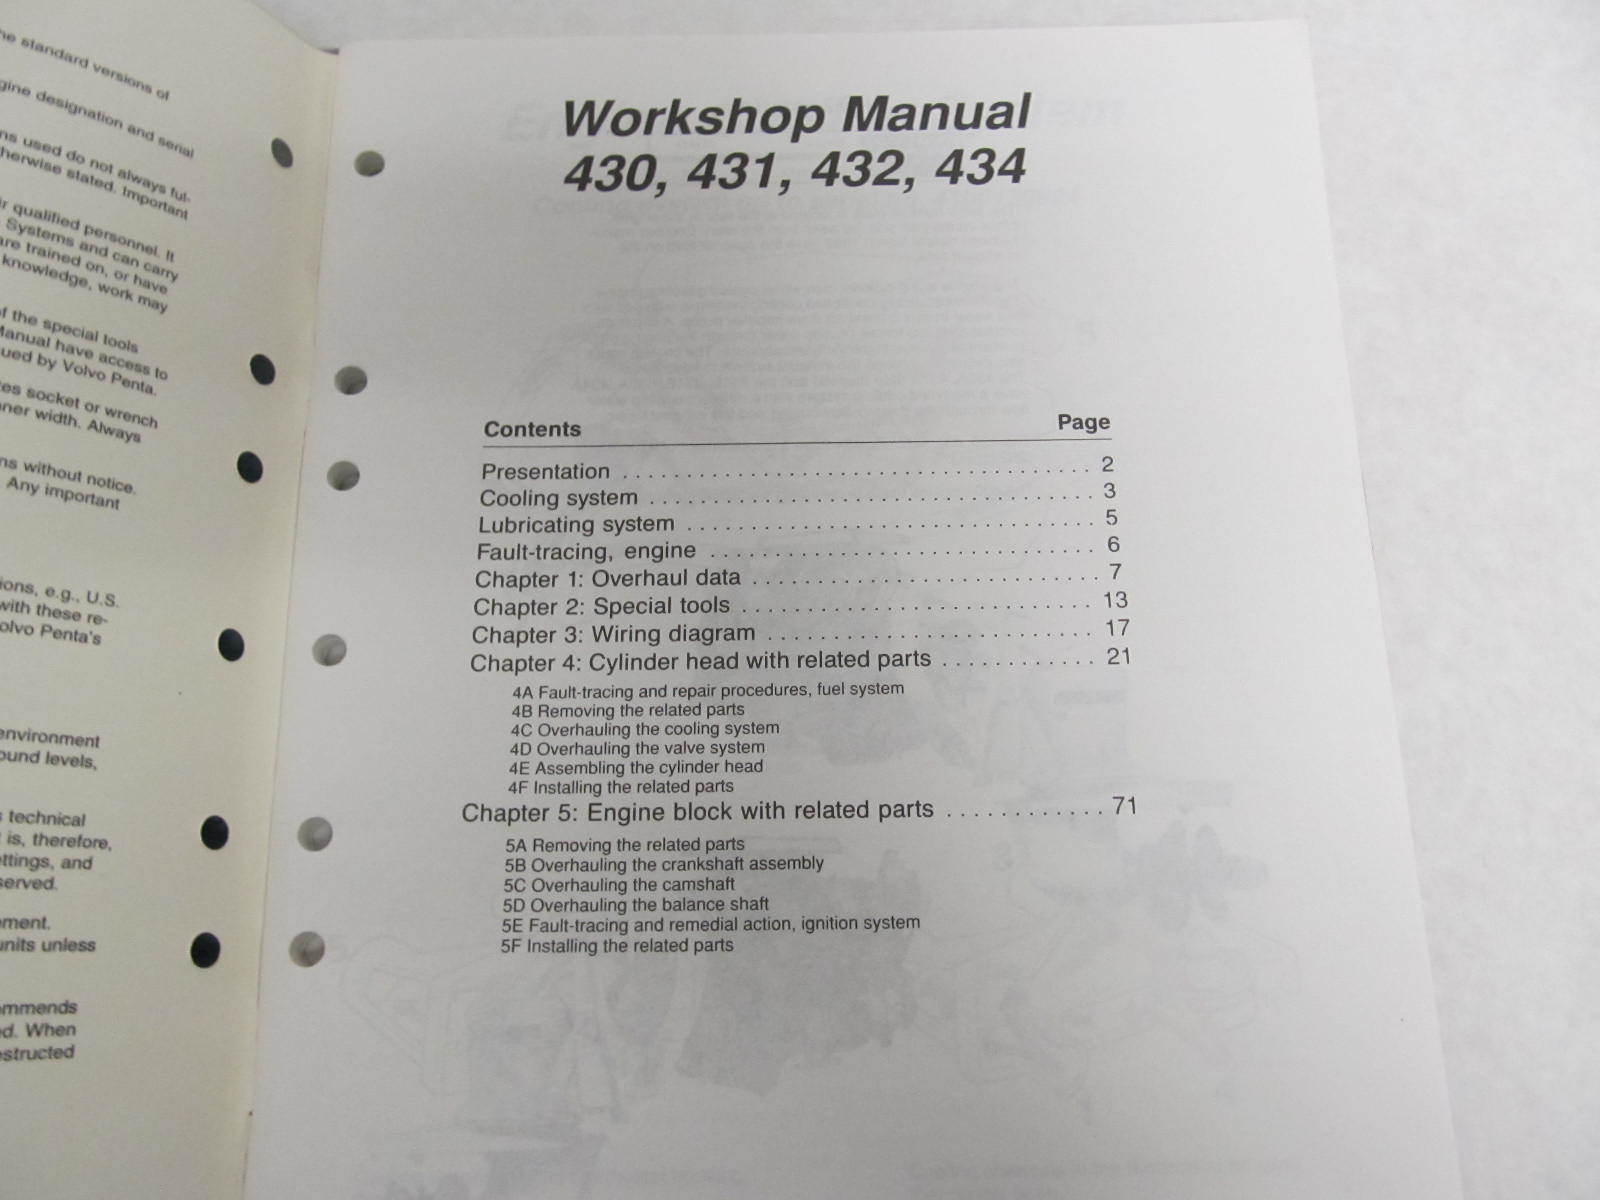 he standard versions of
gine designation and serial
ns used do not always ful-
herwise stated. Important
r qualified personnel. It
Systems and can carry
are trained on, or have
knowledge, work may
of the special tools
Manual have access to
ued by Volvo Penta.
es socket or wrench
ner width. Always
ns without notice.
Any important
ions, e.g., U.S.
with these re-
olvo Penta's
environment
ound levels,
technical
is, therefore,
ettings, and
served.
ment.
units unless
mmends
ed. When
estructed
Workshop Manual
430, 431, 432, 434
Contents Page
Presentation . . . . . . . . . . . . . . . . . . . . . . . . . . . . . . . . . . . . . 2
Cooling system . . . . . . . . . . . . . . . . . . . . . . . . . . . . . . . . . . . 3
Lubricating system . . . . . . . . . . . . . . . . . . . . . . . . . . . . . . . . 5
Fault-tracing, engine . . . . . . . . . . . . . . . . . . . . . . . . . . . . . . 6
Chapter 1: Overhaul data . . . . . . . . . . . . . . . . . . . . . . . . . . . 7
Chapter 2: Special tools . . . . . . . . . . . . . . . . . . . . . . . . . . . 13
Chapter 3: Wiring diagram . . . . . . . . . . . . . . . . . . . . . . . . . 17
Chapter 4: Cylinder head with related parts . . . . . . . . . . . . 21
4A Fault-tracing and repair procedures, fuel system
4B Removing the related parts
4C Overhauling the cooling system
4D Overhauling the valve system
4E Assembling the cylinder head
4F Installing the related parts
Chapter 5: Engine block with related parts . . . . . . . . . . . . 71
5A Removing the related parts
5B Overhauling the crankshaft assembly
5C Overhauling the camshaft
5D Overhauling the balance shaft
5E Fault-tracing and remedial action, ignition system
5F Installing the related parts